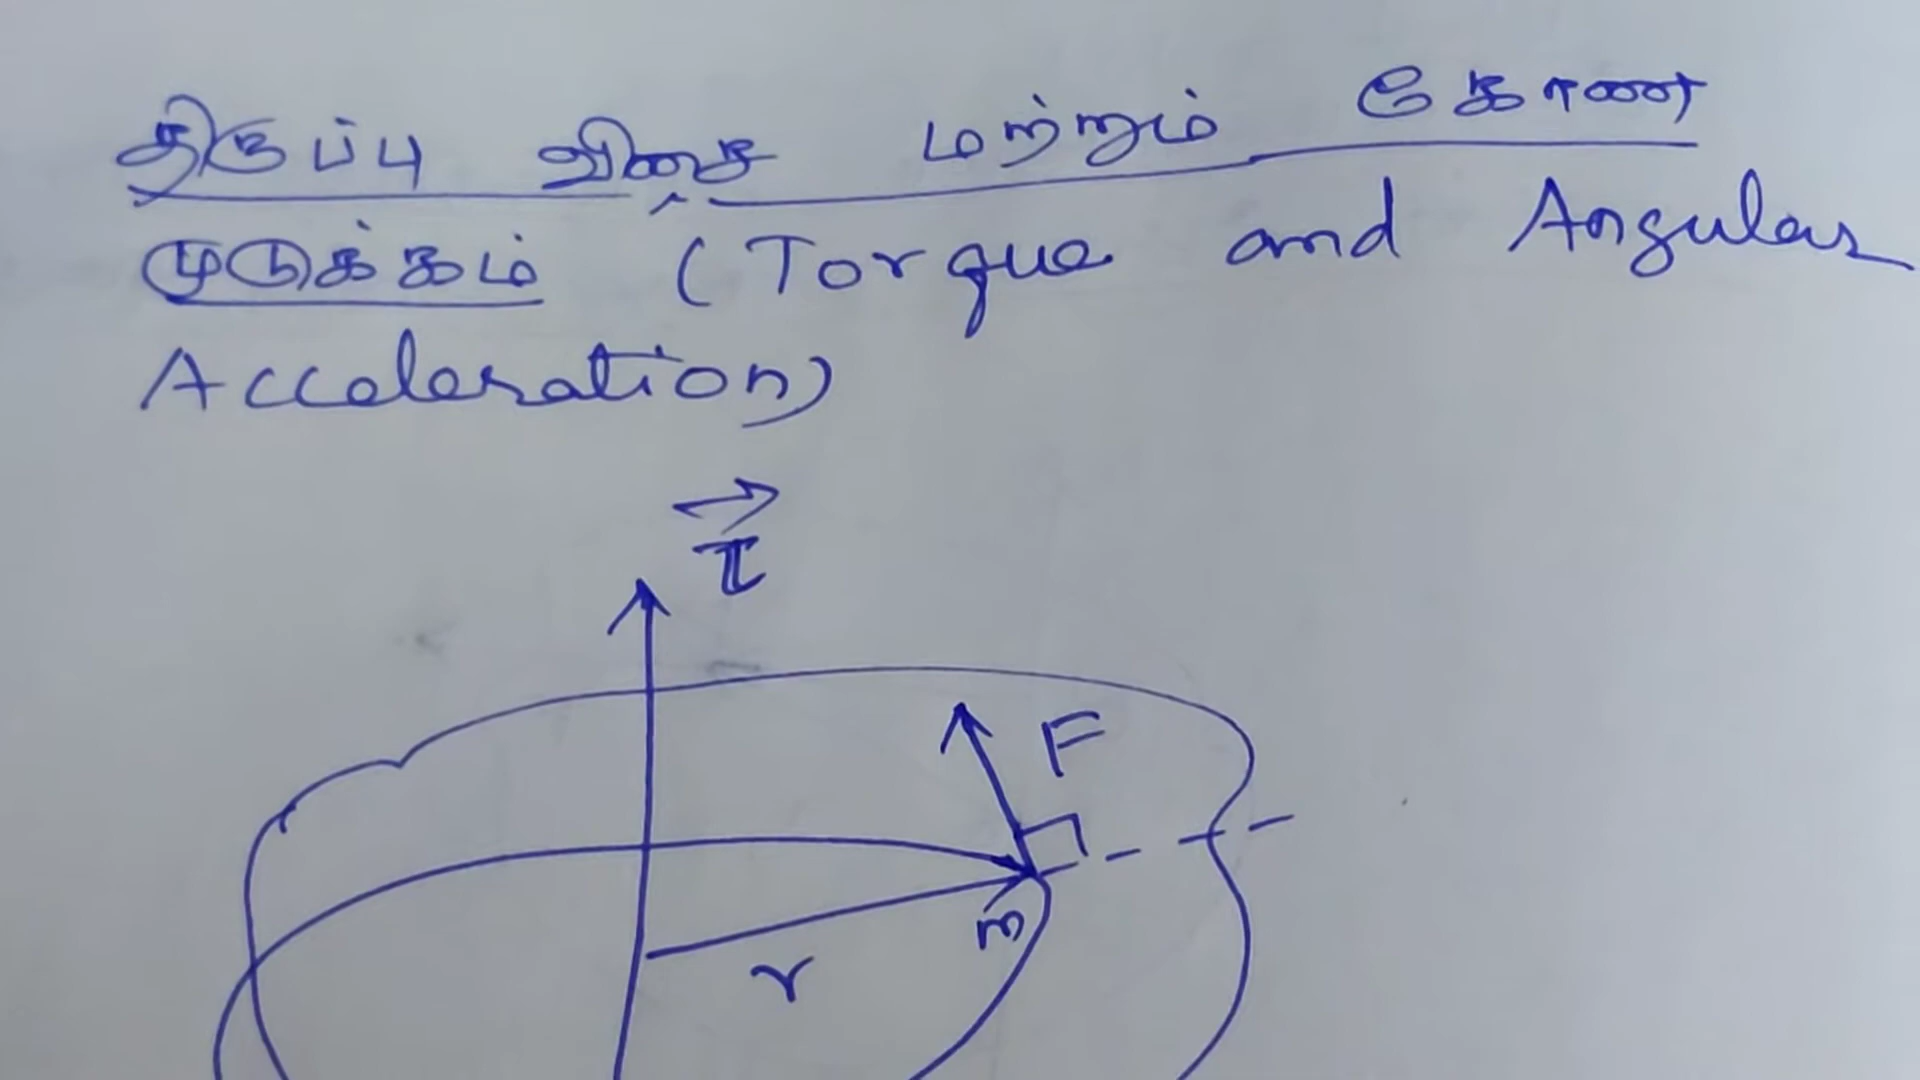 திருப்பு விசை மற்றும் கோண
முடுக்கம் (Torque and Angular
Acceleration)
τ
F
m
r